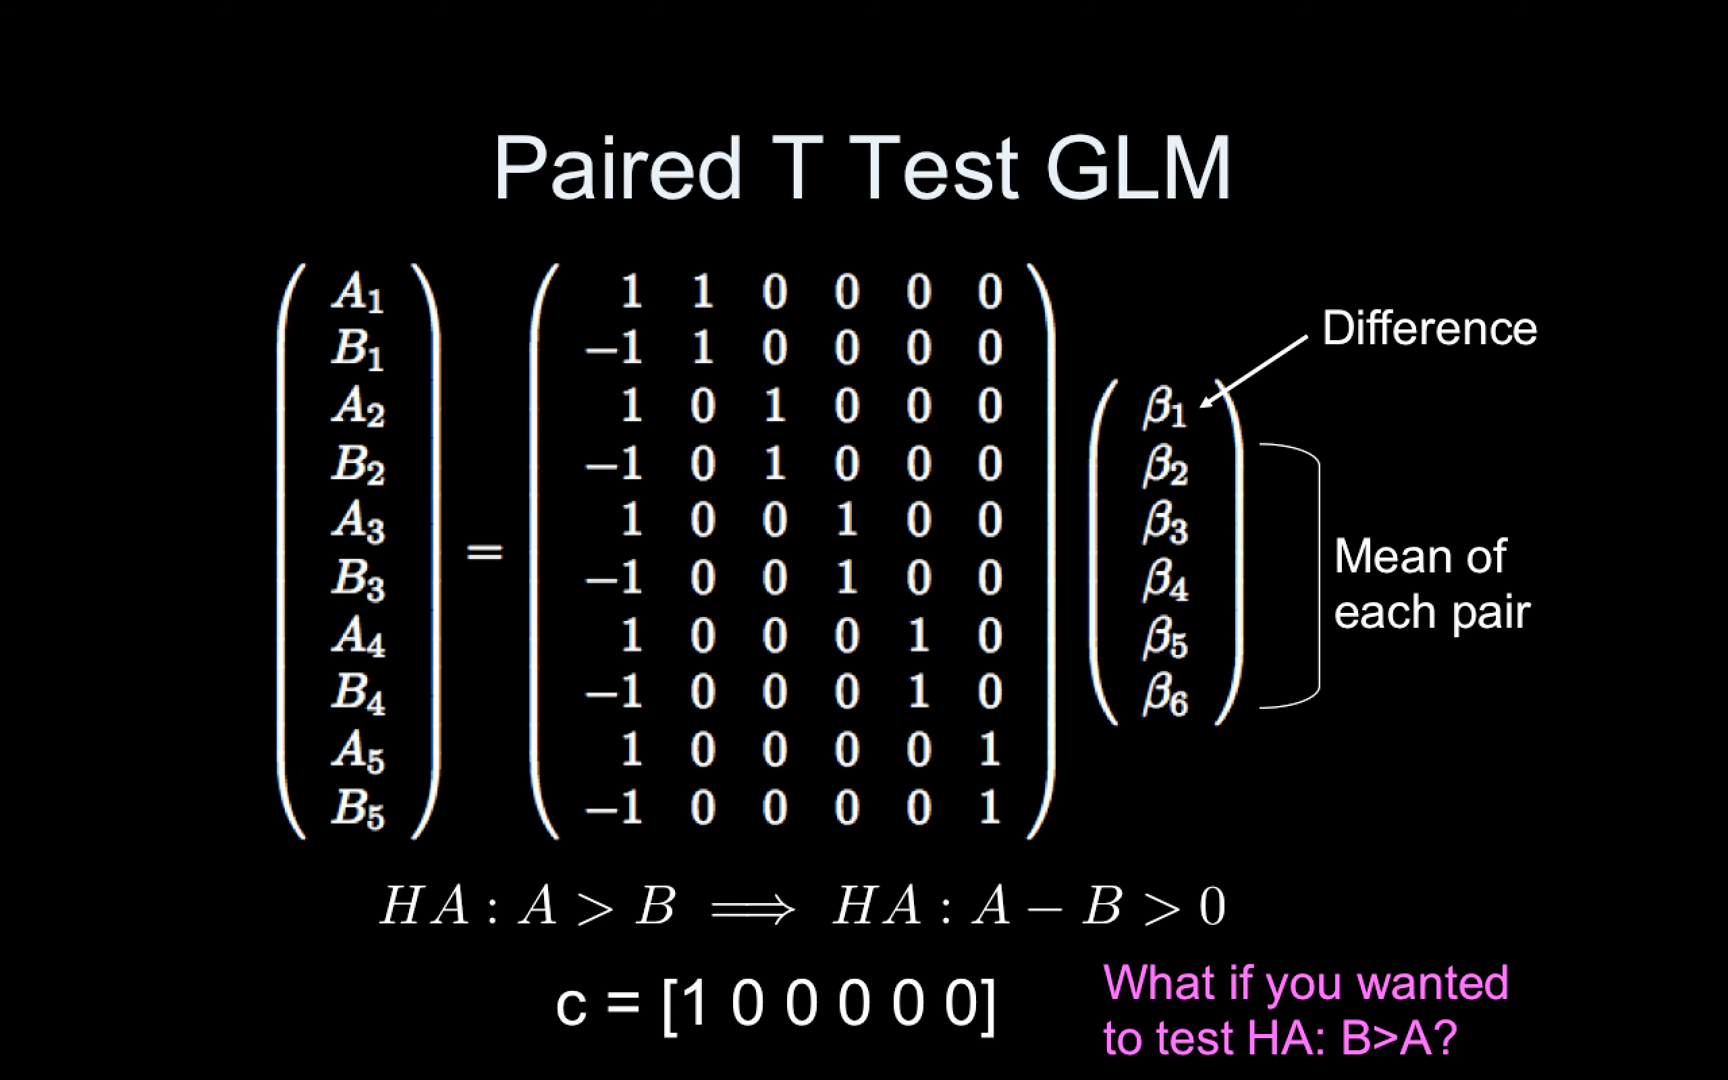 Paired T Test GLM
A₁ 1 1 0 0 0 0
B₁ −1 1 0 0 0 0
Difference
A₂ 1 0 1 0 0 0 β₁
B₂ −1 0 1 0 0 0 β₂
A₃ 1 0 0 1 0 0 β₃
=
Mean of
each pair
B₃ −1 0 0 1 0 0 β₄
A₄ 1 0 0 0 1 0 β₅
B₄ −1 0 0 0 1 0 β₆
A₅ 1 0 0 0 0 1
B₅ −1 0 0 0 0 1
HA : A > B ⟹ HA : A − B > 0
c = [1 0 0 0 0 0]
What if you wanted
to test HA: B>A?